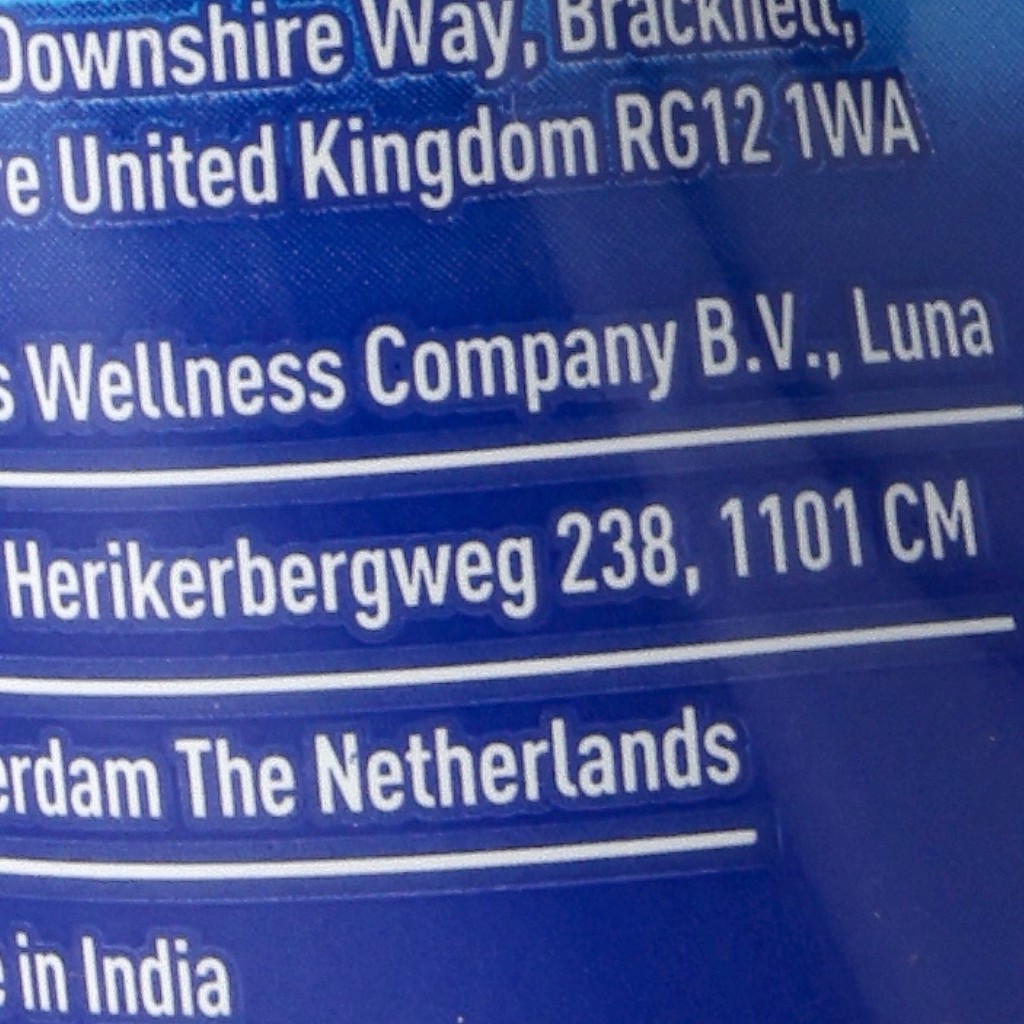 Downshire Way, Bracknell,
re United Kingdom RG12 1WA
s Wellness Company B.V., Luna
Herikerbergweg 238, 1101 CM
erdam The Netherlands
e in India